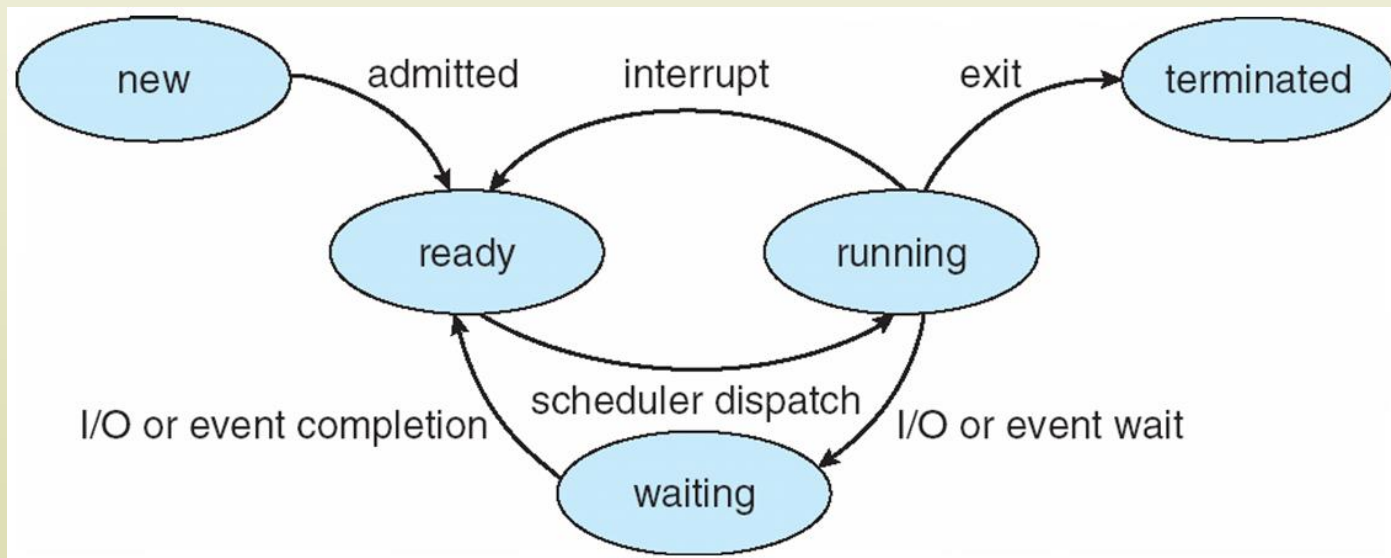 new
admitted
interrupt
exit
terminated
ready
running
scheduler dispatch
I/O or event completion
I/O or event wait
waiting